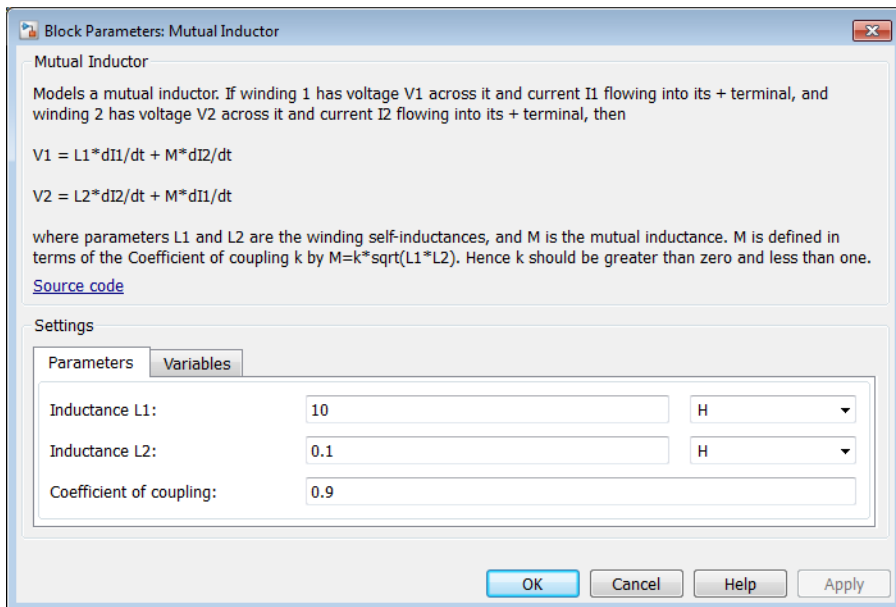 Block Parameters: Mutual Inductor
Mutual Inductor
Models a mutual inductor. If winding 1 has voltage V1 across it and current I1 flowing into its + terminal, and
winding 2 has voltage V2 across it and current I2 flowing into its + terminal, then
V1 = L1*dI1/dt + M*dI2/dt
V2 = L2*dI2/dt + M*dI1/dt
where parameters L1 and L2 are the winding self-inductances, and M is the mutual inductance. M is defined in
terms of the Coefficient of coupling k by M=k*sqrt(L1*L2). Hence k should be greater than zero and less than one.
Source code
Settings
Parameters Variables
Inductance L1: 10 H
Inductance L2: 0.1 H
Coefficient of coupling: 0.9
OK Cancel Help Apply